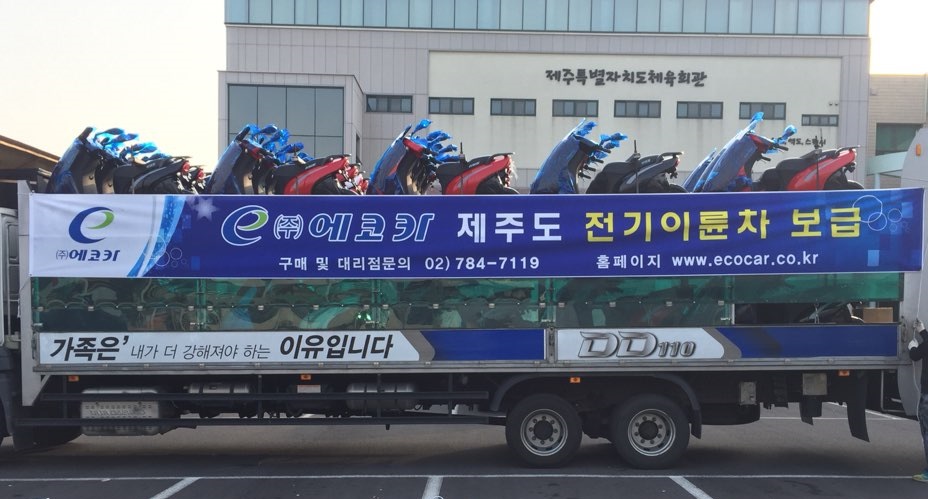 제주특별자치도체육회관
e (주)에코카 제주도 전기이륜차 보급
(주)에코카
구매 및 대리점문의 02) 784-7119 홈페이지 www.ecocar.co.kr
가족은' 내가 더 강해져야 하는 이유입니다
DD110